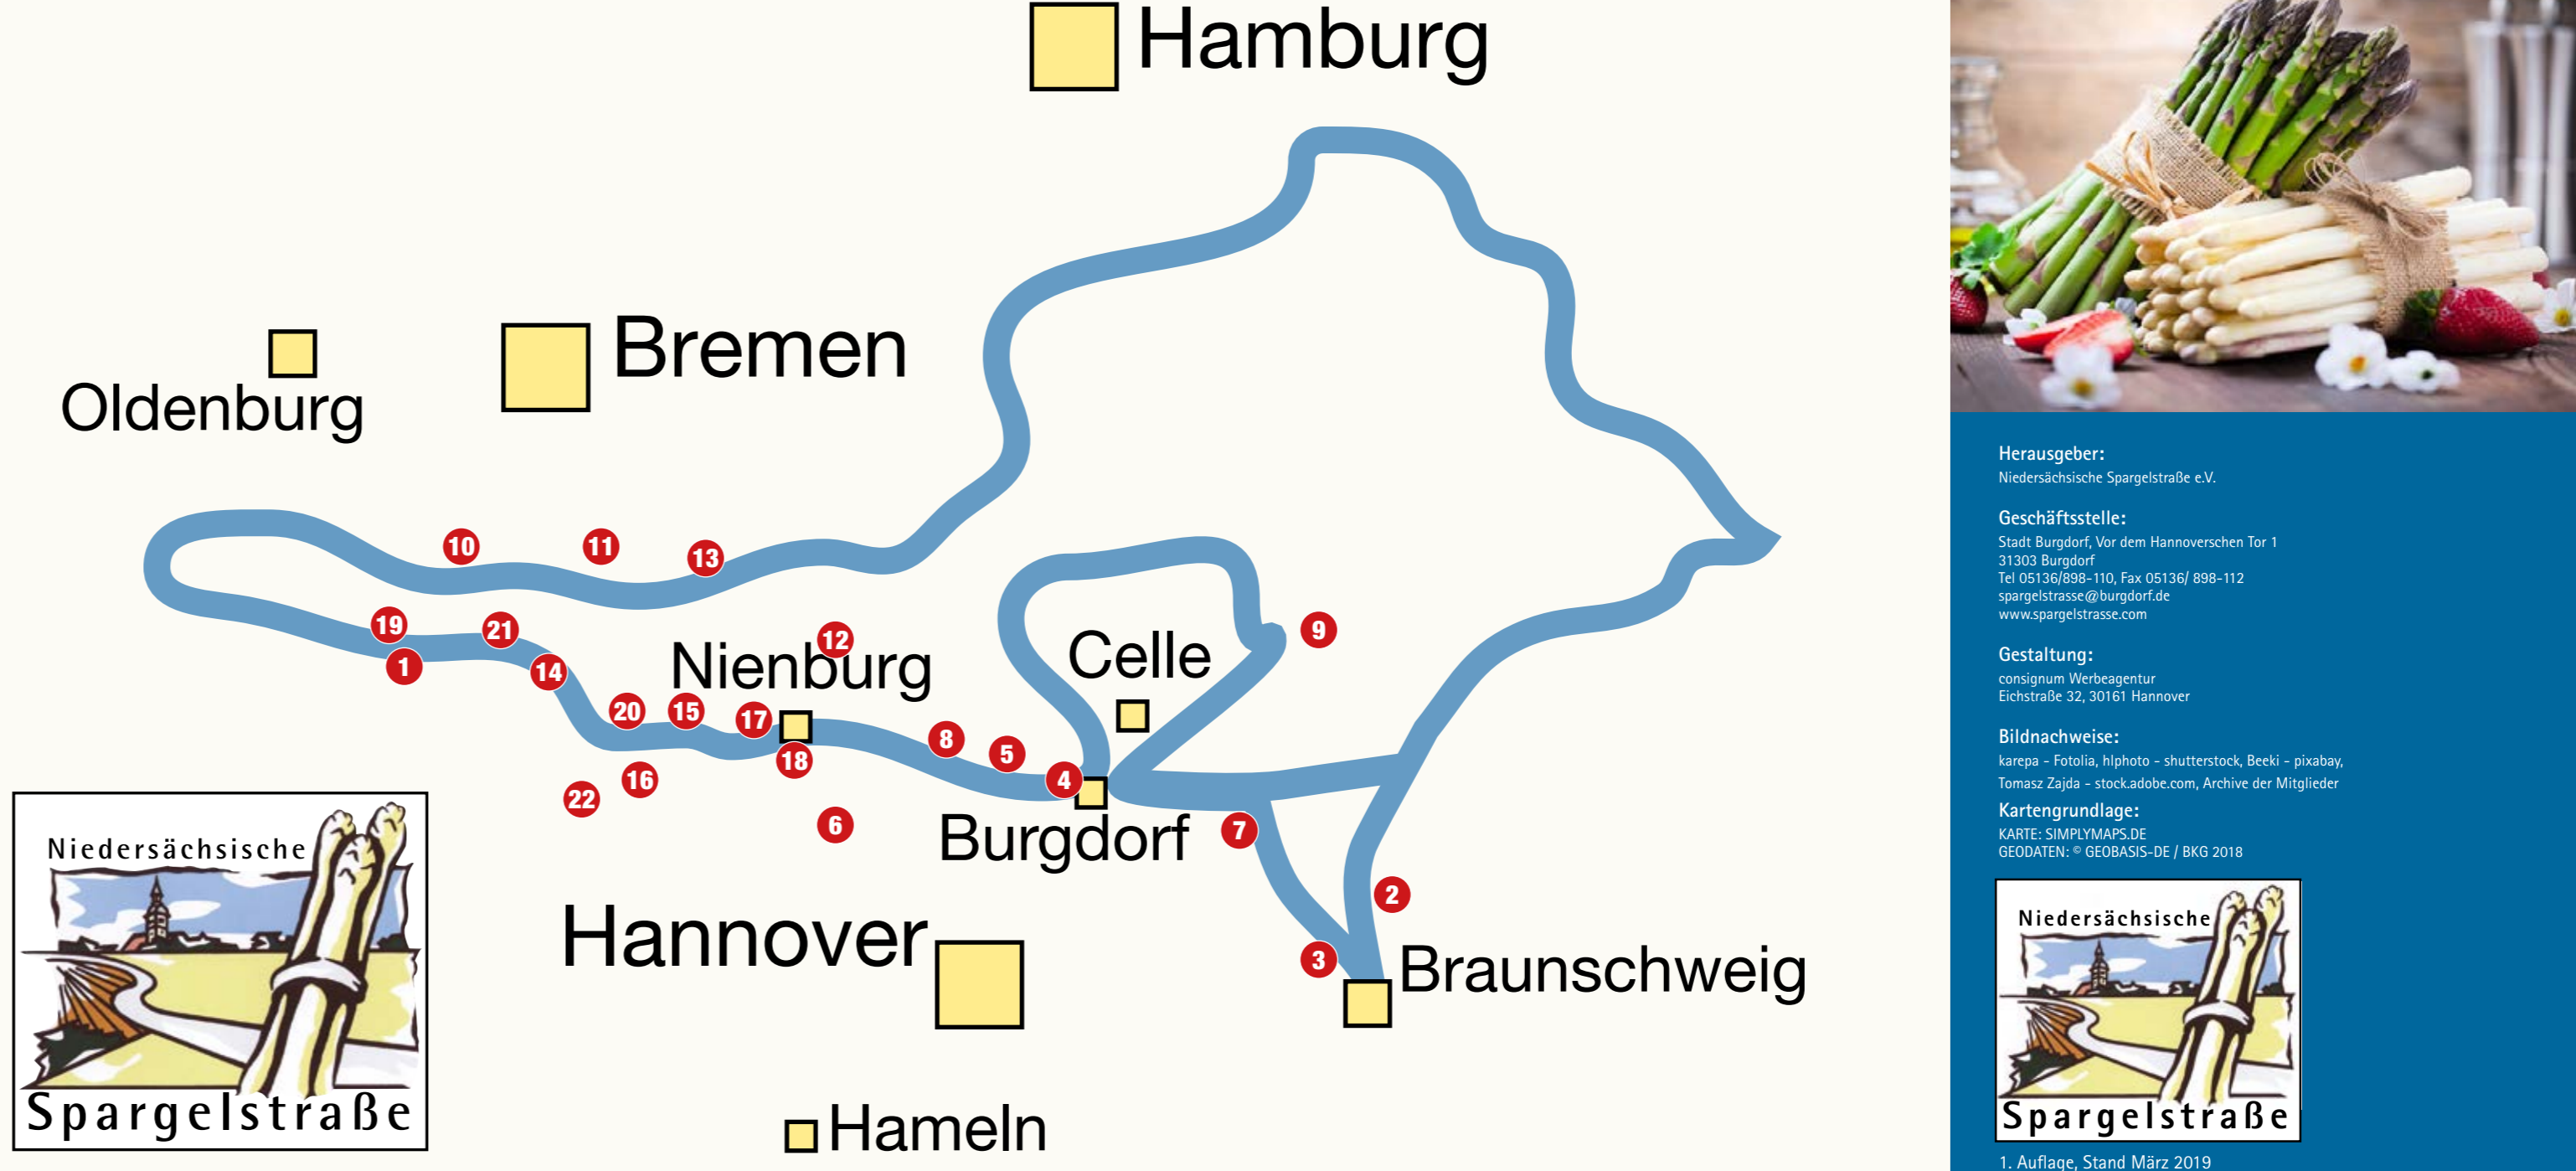 Hamburg
Bremen
Oldenburg
10
11
13
19
21
1
14
12
Nienburg
9
Celle
20
15
17
18
8
5
4
16
22
6
Burgdorf
7
2
Hannover
3
Braunschweig
Hameln
Niedersächsische
Spargelstraße
Herausgeber:
Niedersächsische Spargelstraße e.V.
Geschäftsstelle:
Stadt Burgdorf, Vor dem Hannoverschen Tor 1
31303 Burgdorf
Tel 05136/898-110, Fax 05136/ 898-112
spargelstrasse@burgdorf.de
www.spargelstrasse.com
Gestaltung:
consignum Werbeagentur
Eichstraße 32, 30161 Hannover
Bildnachweise:
karepa - Fotolia, hlphoto - shutterstock, Beeki - pixabay,
Tomasz Zajda - stock.adobe.com, Archive der Mitglieder
Kartengrundlage:
KARTE: SIMPLYMAPS.DE
GEODATEN: © GEOBASIS-DE / BKG 2018
Niedersächsische
Spargelstraße
1. Auflage, Stand März 2019